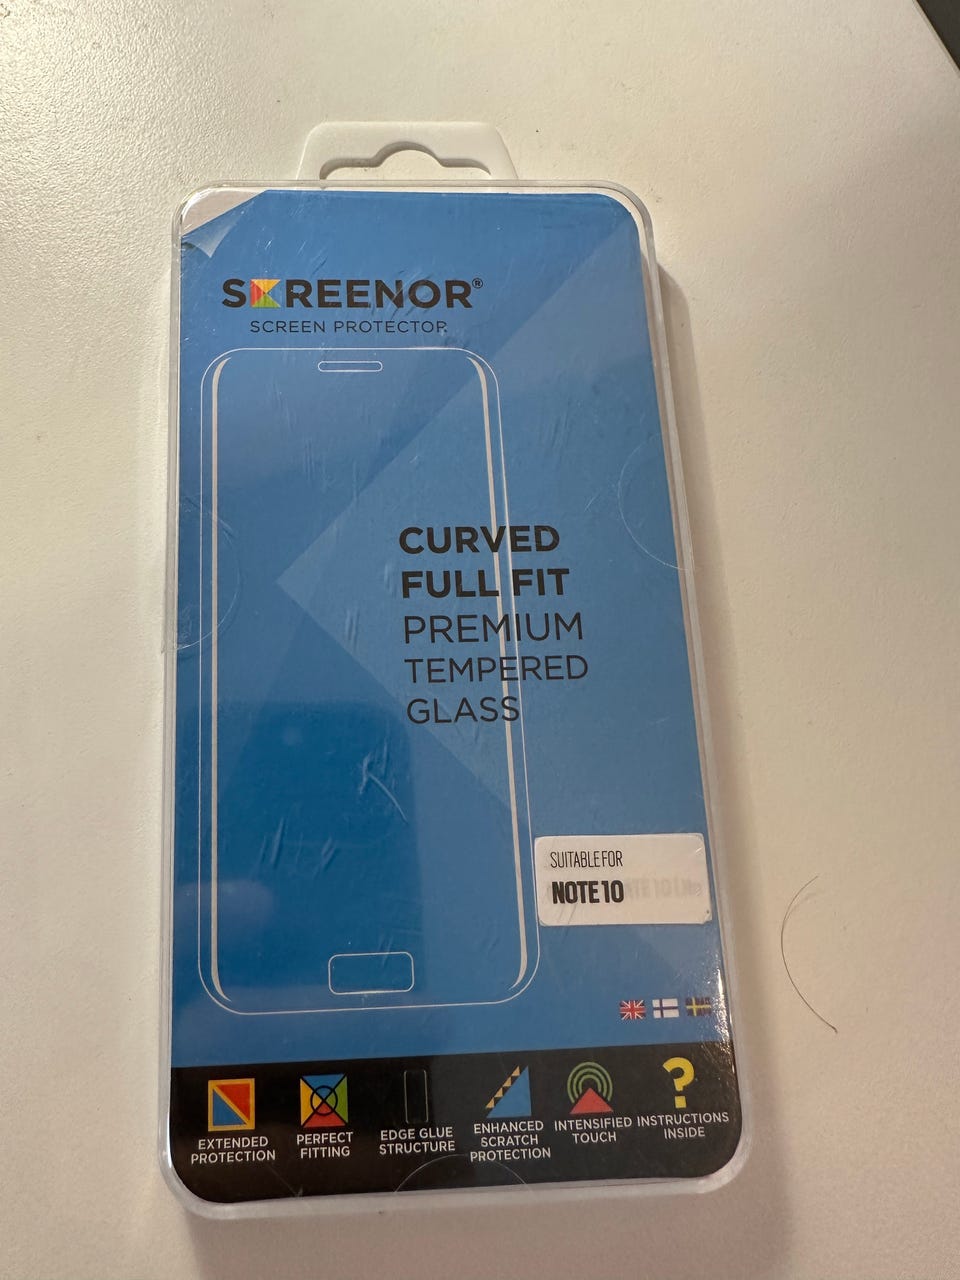 SCREENOR®
SCREEN PROTECTOR
CURVED
FULL FIT
PREMIUM
TEMPERED
GLASS
SUITABLE FOR
NOTE 10
EXTENDED
PROTECTION
PERFECT
FITTING
EDGE GLUE
STRUCTURE
ENHANCED
SCRATCH
PROTECTION
INTENSIFIED
TOUCH
?
INSTRUCTIONS
INSIDE